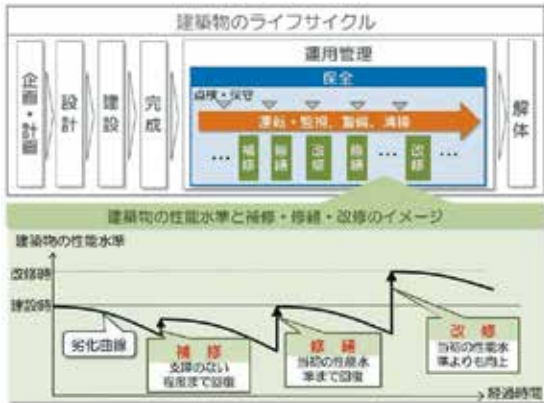 建築物のライフサイクル
企画・計画
設計
建設
完成
運用管理
保全
点検・保守
運転・監視、警備、清掃
… 補修 修繕 改修 修繕 … 改修 …
解体
建築物の性能水準と補修・修繕・改修のイメージ
建築物の性能水準
改修時
建設時
劣化曲線
補 修
支障のない
程度まで回復
修 繕
当初の性能水
準まで回復
改 修
当初の性能水
準よりも向上
経過時間